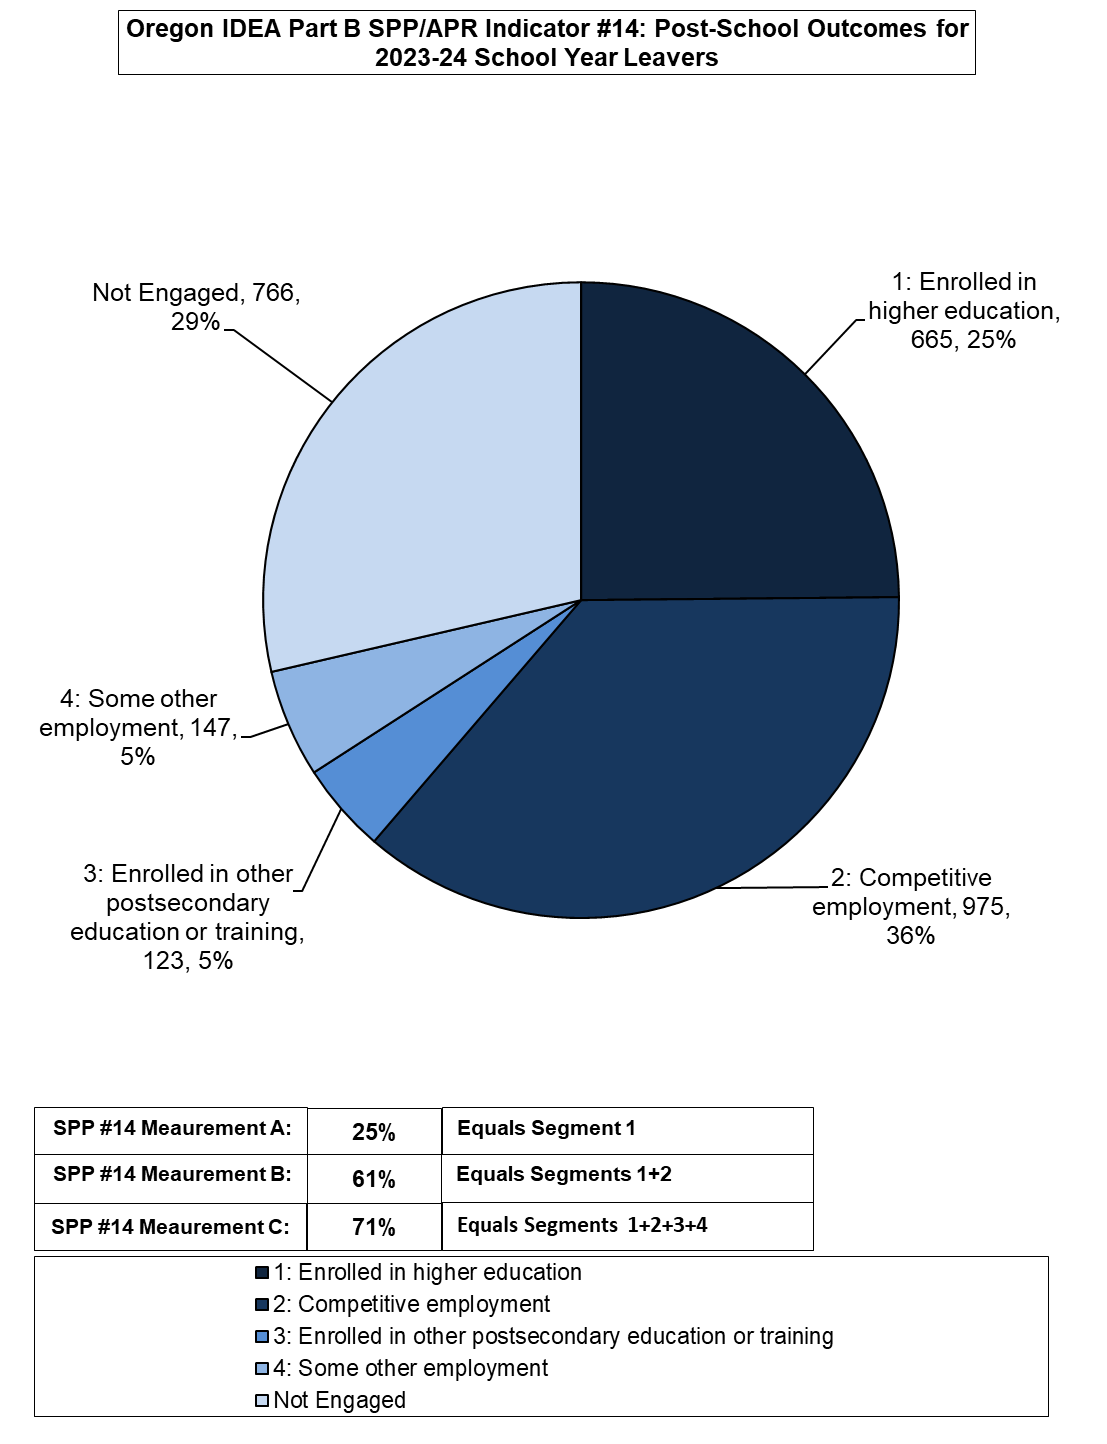 Oregon IDEA Part B SPP/APR Indicator #14: Post-School Outcomes for
2023-24 School Year Leavers
Not Engaged, 766,
29%
1: Enrolled in
higher education,
665, 25%
4: Some other
employment, 147,
5%
3: Enrolled in other
postsecondary
education or training,
123, 5%
2: Competitive
employment, 975,
36%
SPP #14 Meaurement A: 25% Equals Segment 1
SPP #14 Meaurement B: 61% Equals Segments 1+2
SPP #14 Meaurement C: 71% Equals Segments 1+2+3+4
1: Enrolled in higher education
2: Competitive employment
3: Enrolled in other postsecondary education or training
4: Some other employment
Not Engaged